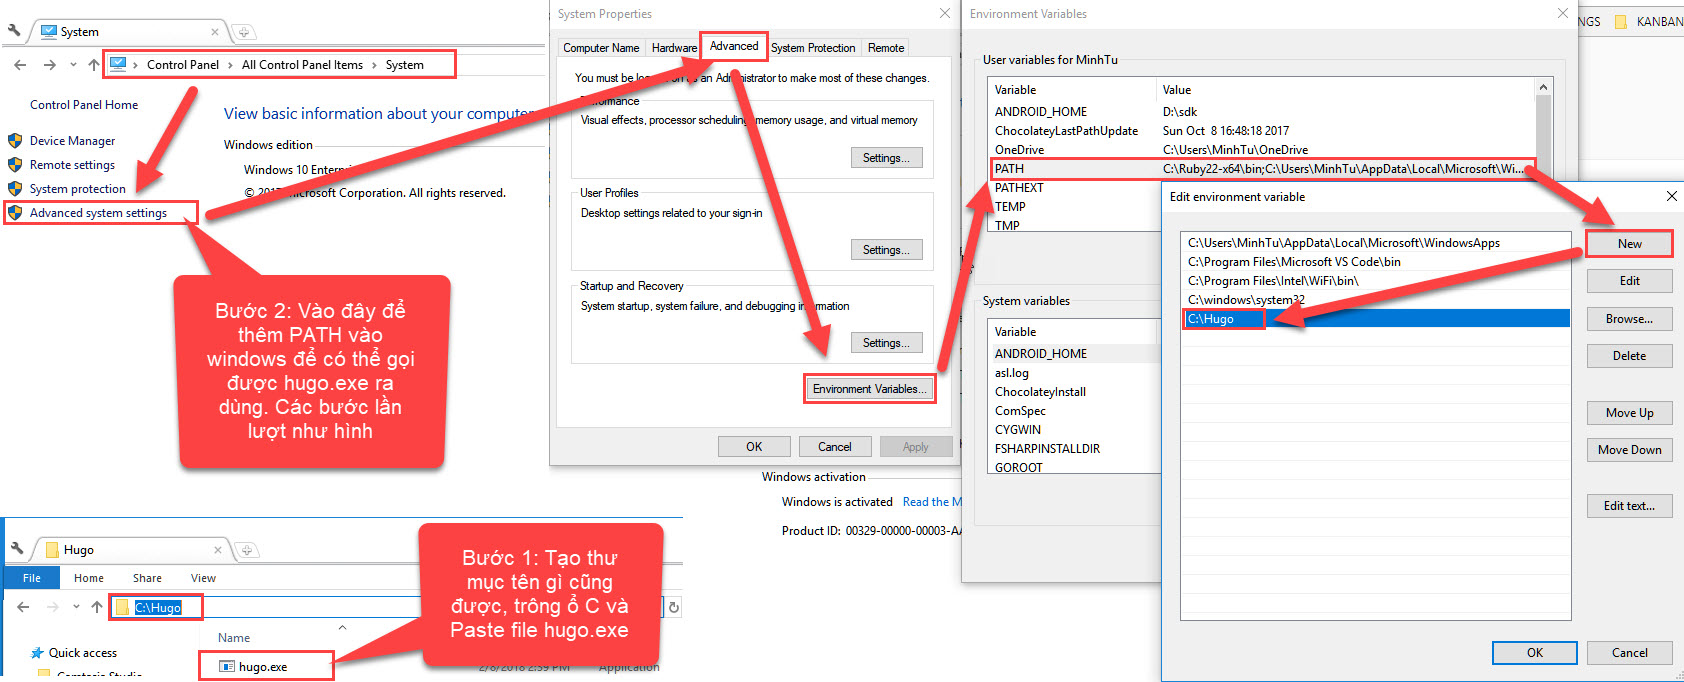 System
Control Panel > All Control Panel Items > System
Control Panel Home
Device Manager
Remote settings
System protection
Advanced system settings
View basic information about your computer
Windows edition
Windows 10
Microsoft Corporation. All rights reserved.
Bước 2: Vào đây để
thêm PATH vào
windows để có thể gọi
được hugo.exe ra
dùng. Các bước lần
lượt như hình
System Properties
Computer Name
Hardware
Advanced
System Protection
Remote
You must be logged on as an Administrator to make most of these changes.
Performance
Visual effects, processor scheduling, memory usage, and virtual memory
Settings...
User Profiles
Desktop settings related to your sign-in
Settings...
Startup and Recovery
System startup, system failure, and debugging information
Settings...
Environment Variables...
OK
Cancel
Apply
Windows activation
Windows is activated Read the
Product ID: 00329-00000-00003-
Environment Variables
User variables for MinhTu
Variable Value
ANDROID_HOME D:\sdk
ChocolateyLastPathUpdate Sun Oct 8 16:48:18 2017
OneDrive C:\Users\MinhTu\OneDrive
PATH C:\Ruby22-x64\bin;C:\Users\MinhTu\AppData\Local\Microsoft\Wi...
PATHEXT
TEMP
TMP
System variables
Variable
ANDROID_HOME
asl.log
ChocolateyInstall
ComSpec
CYGWIN
FSHARPINSTALLDIR
GOROOT
NGS
KANBAN
Edit environment variable
C:\Users\MinhTu\AppData\Local\Microsoft\WindowsApps
C:\Program Files\Microsoft VS Code\bin
C:\Program Files\Intel\WiFi\bin\
C:\windows\system32
C:\Hugo
New
Edit
Browse...
Delete
Move Up
Move Down
Edit text...
OK
Cancel
Hugo
File
Home
Share
View
C:\Hugo
Name
Quick access
hugo.exe
2/8/2018 2:59 PM
Application
Camtasia Studio
Bước 1: Tạo thư
mục tên gì cũng
được, trông ổ C và
Paste file hugo.exe